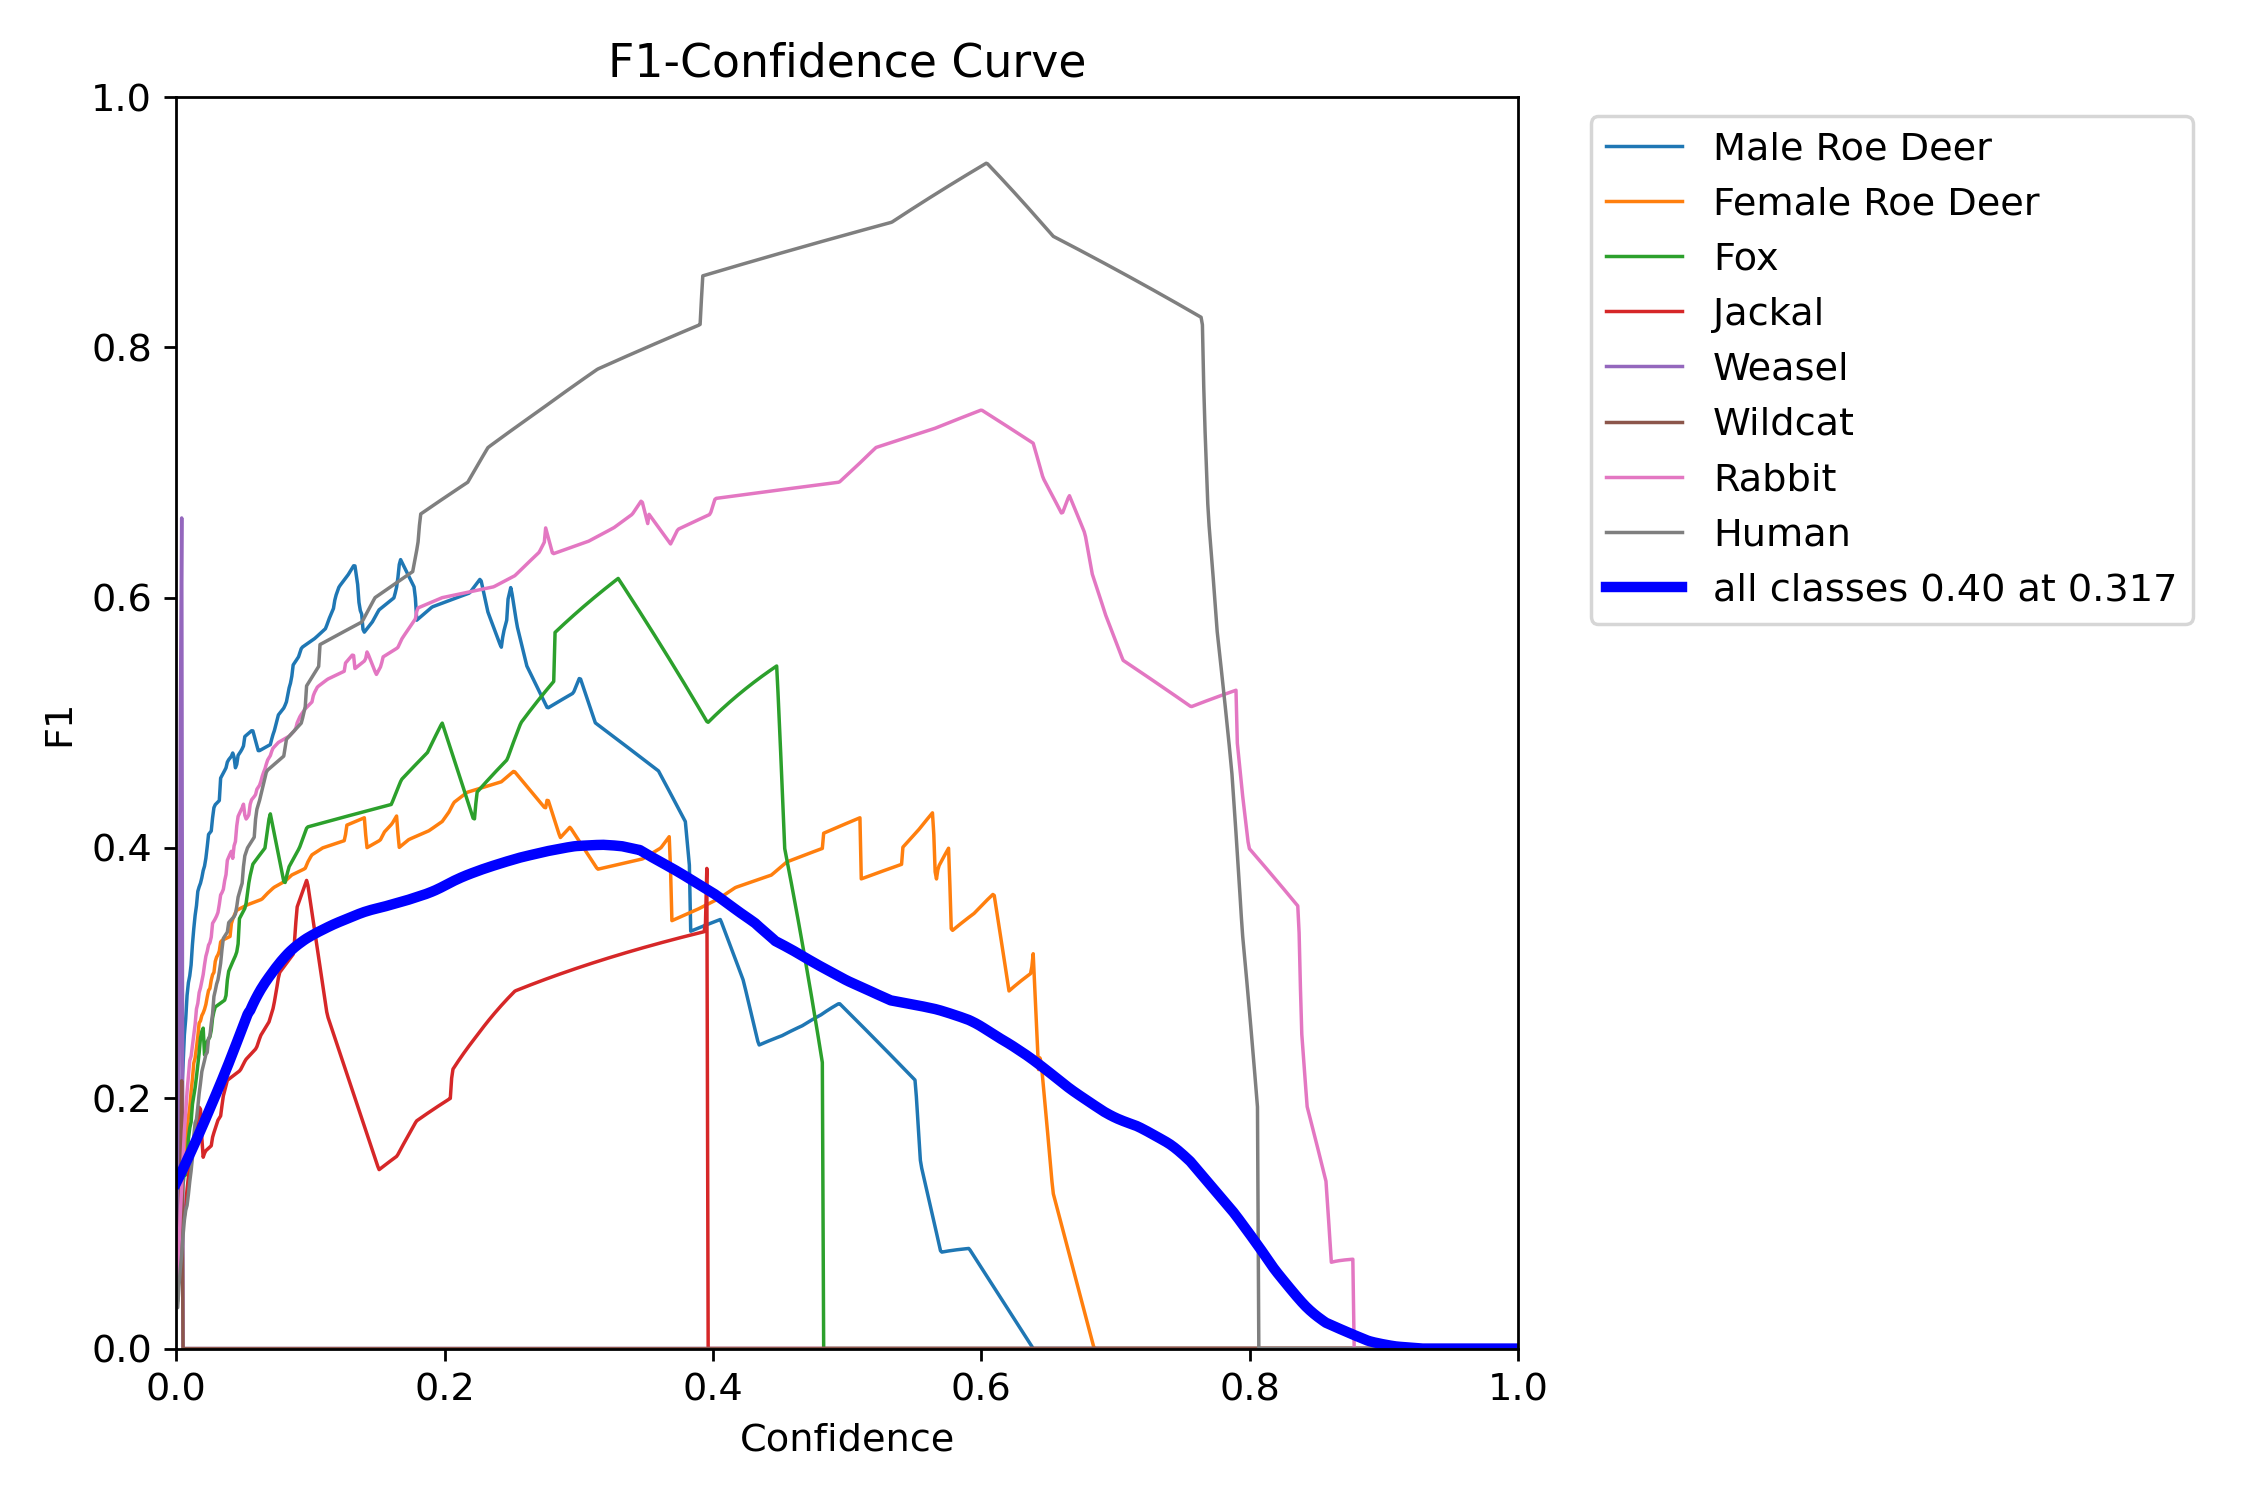 F1-Confidence Curve
1.0
0.8
0.6
0.4
0.2
0.0
F1
0.0 0.2 0.4 0.6 0.8 1.0
Confidence
Male Roe Deer
Female Roe Deer
Fox
Jackal
Weasel
Wildcat
Rabbit
Human
all classes 0.40 at 0.317